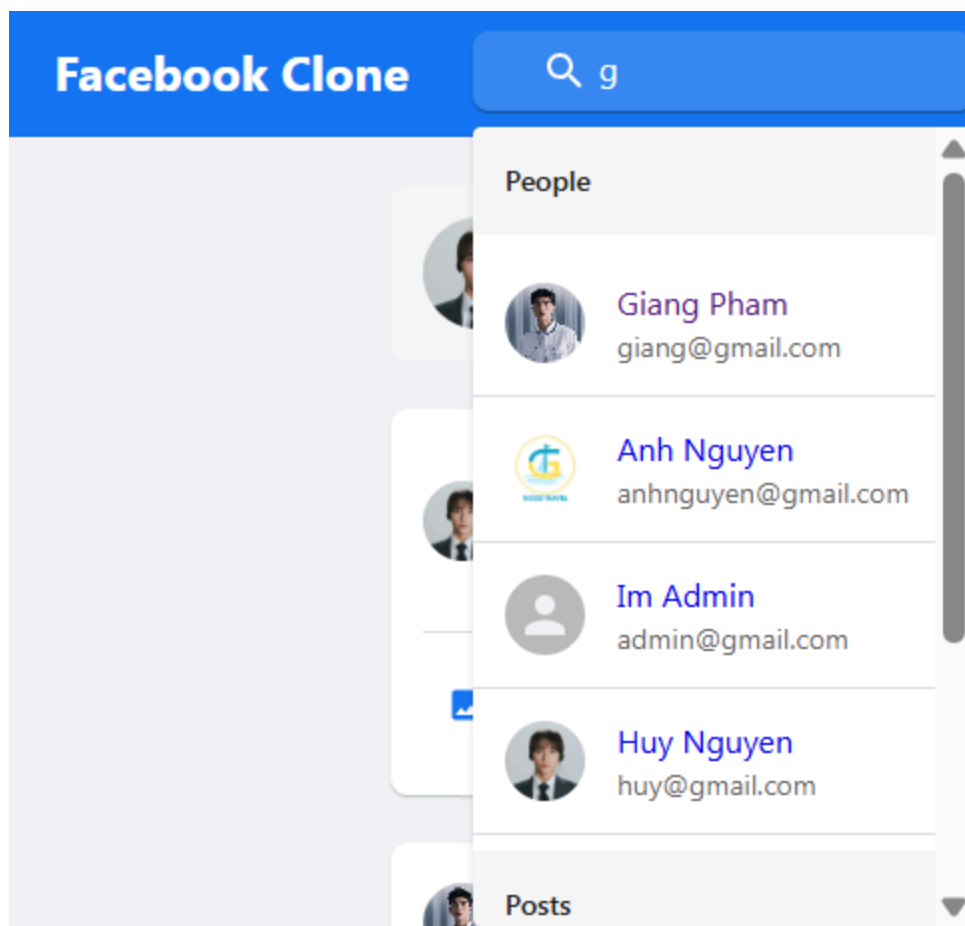 Facebook Clone
g
People
Giang Pham
giang@gmail.com
Anh Nguyen
anhnguyen@gmail.com
Im Admin
admin@gmail.com
Huy Nguyen
huy@gmail.com
Posts